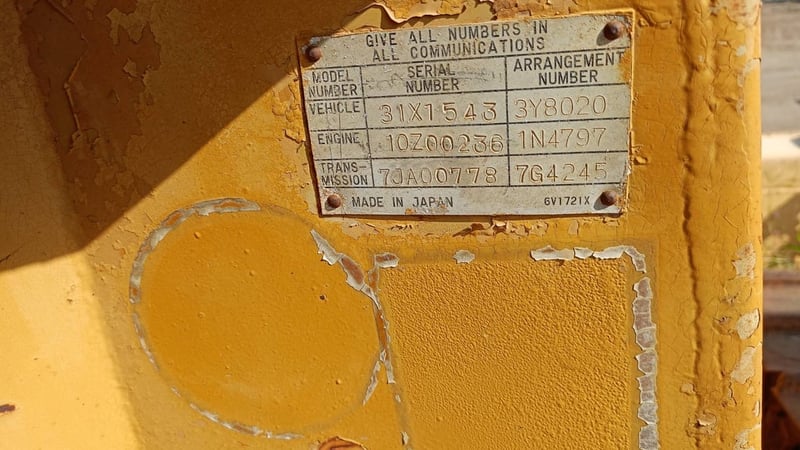 GIVE ALL NUMBERS IN
ALL COMMUNICATIONS
MODEL NUMBER SERIAL NUMBER ARRANGEMENT NUMBER
VEHICLE 31X1543 3Y8020
ENGINE 10Z00236 1N4797
TRANS-MISSION 7JA00778 7G4245
MADE IN JAPAN 6V1721X